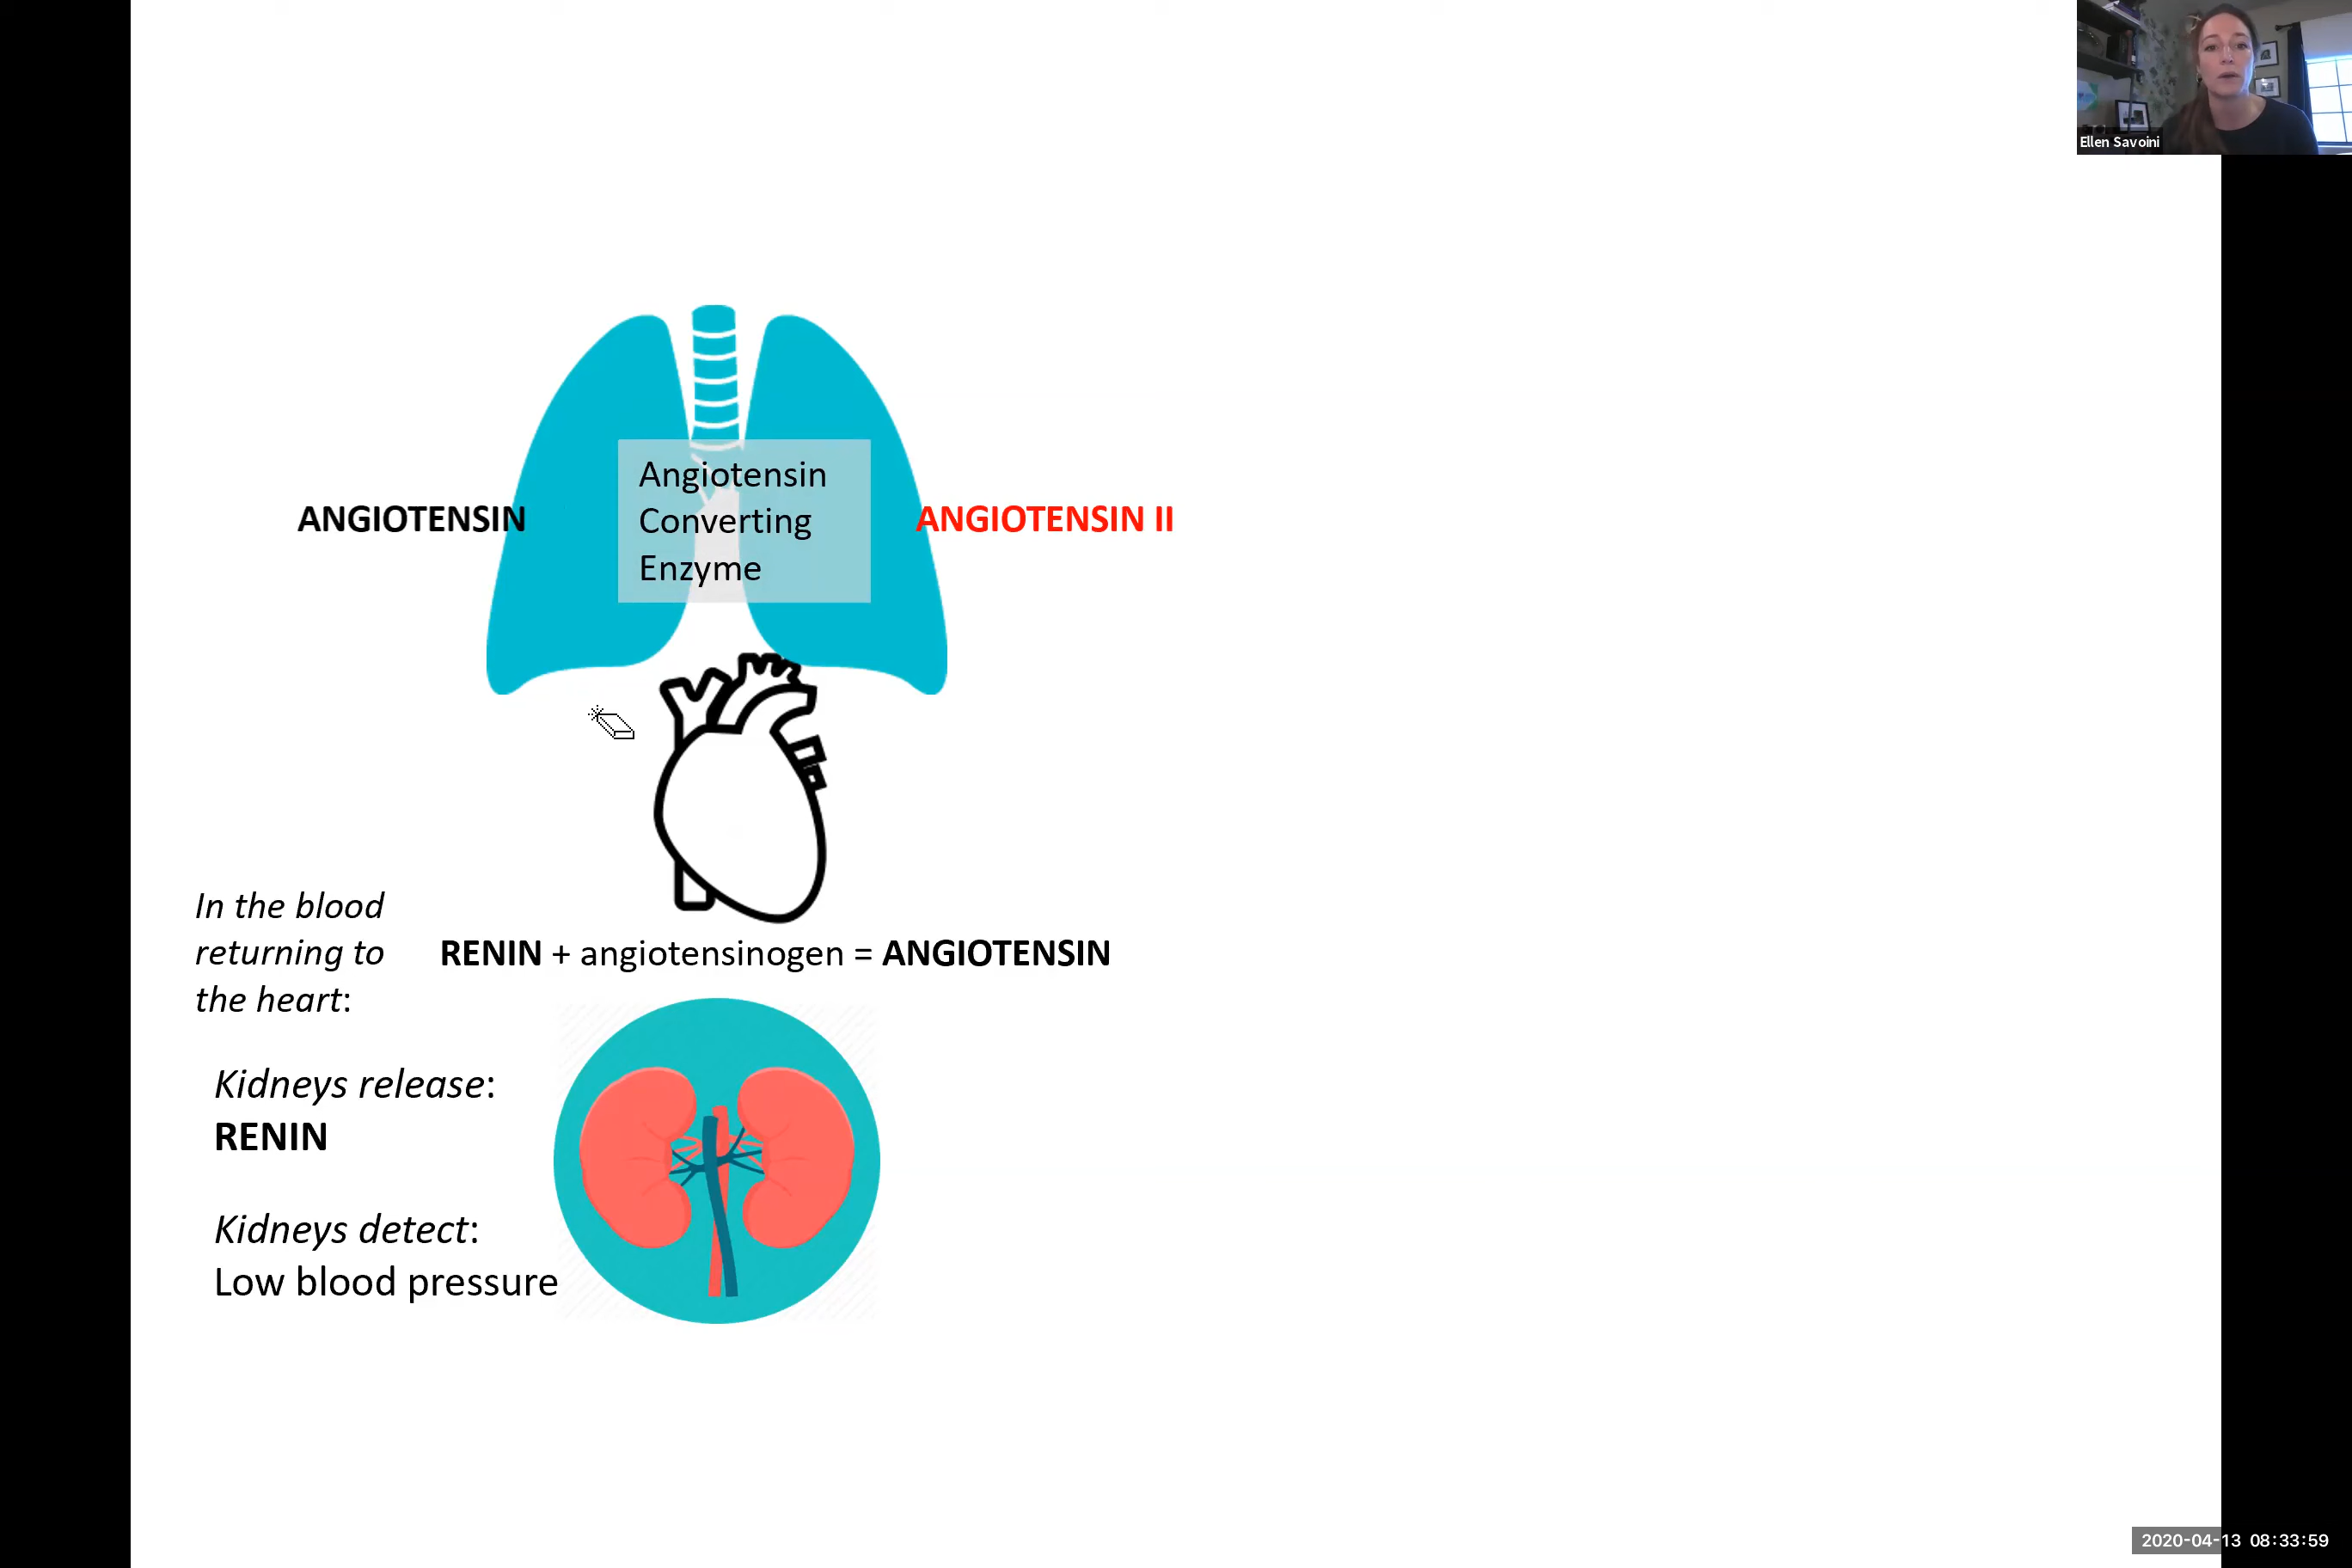 Ellen Savoini
Angiotensin
Converting
Enzyme
ANGIOTENSIN
ANGIOTENSIN II
In the blood
returning to
the heart:
RENIN + angiotensinogen = ANGIOTENSIN
Kidneys release:
RENIN
Kidneys detect:
Low blood pressure
2020-04-13 08:33:59